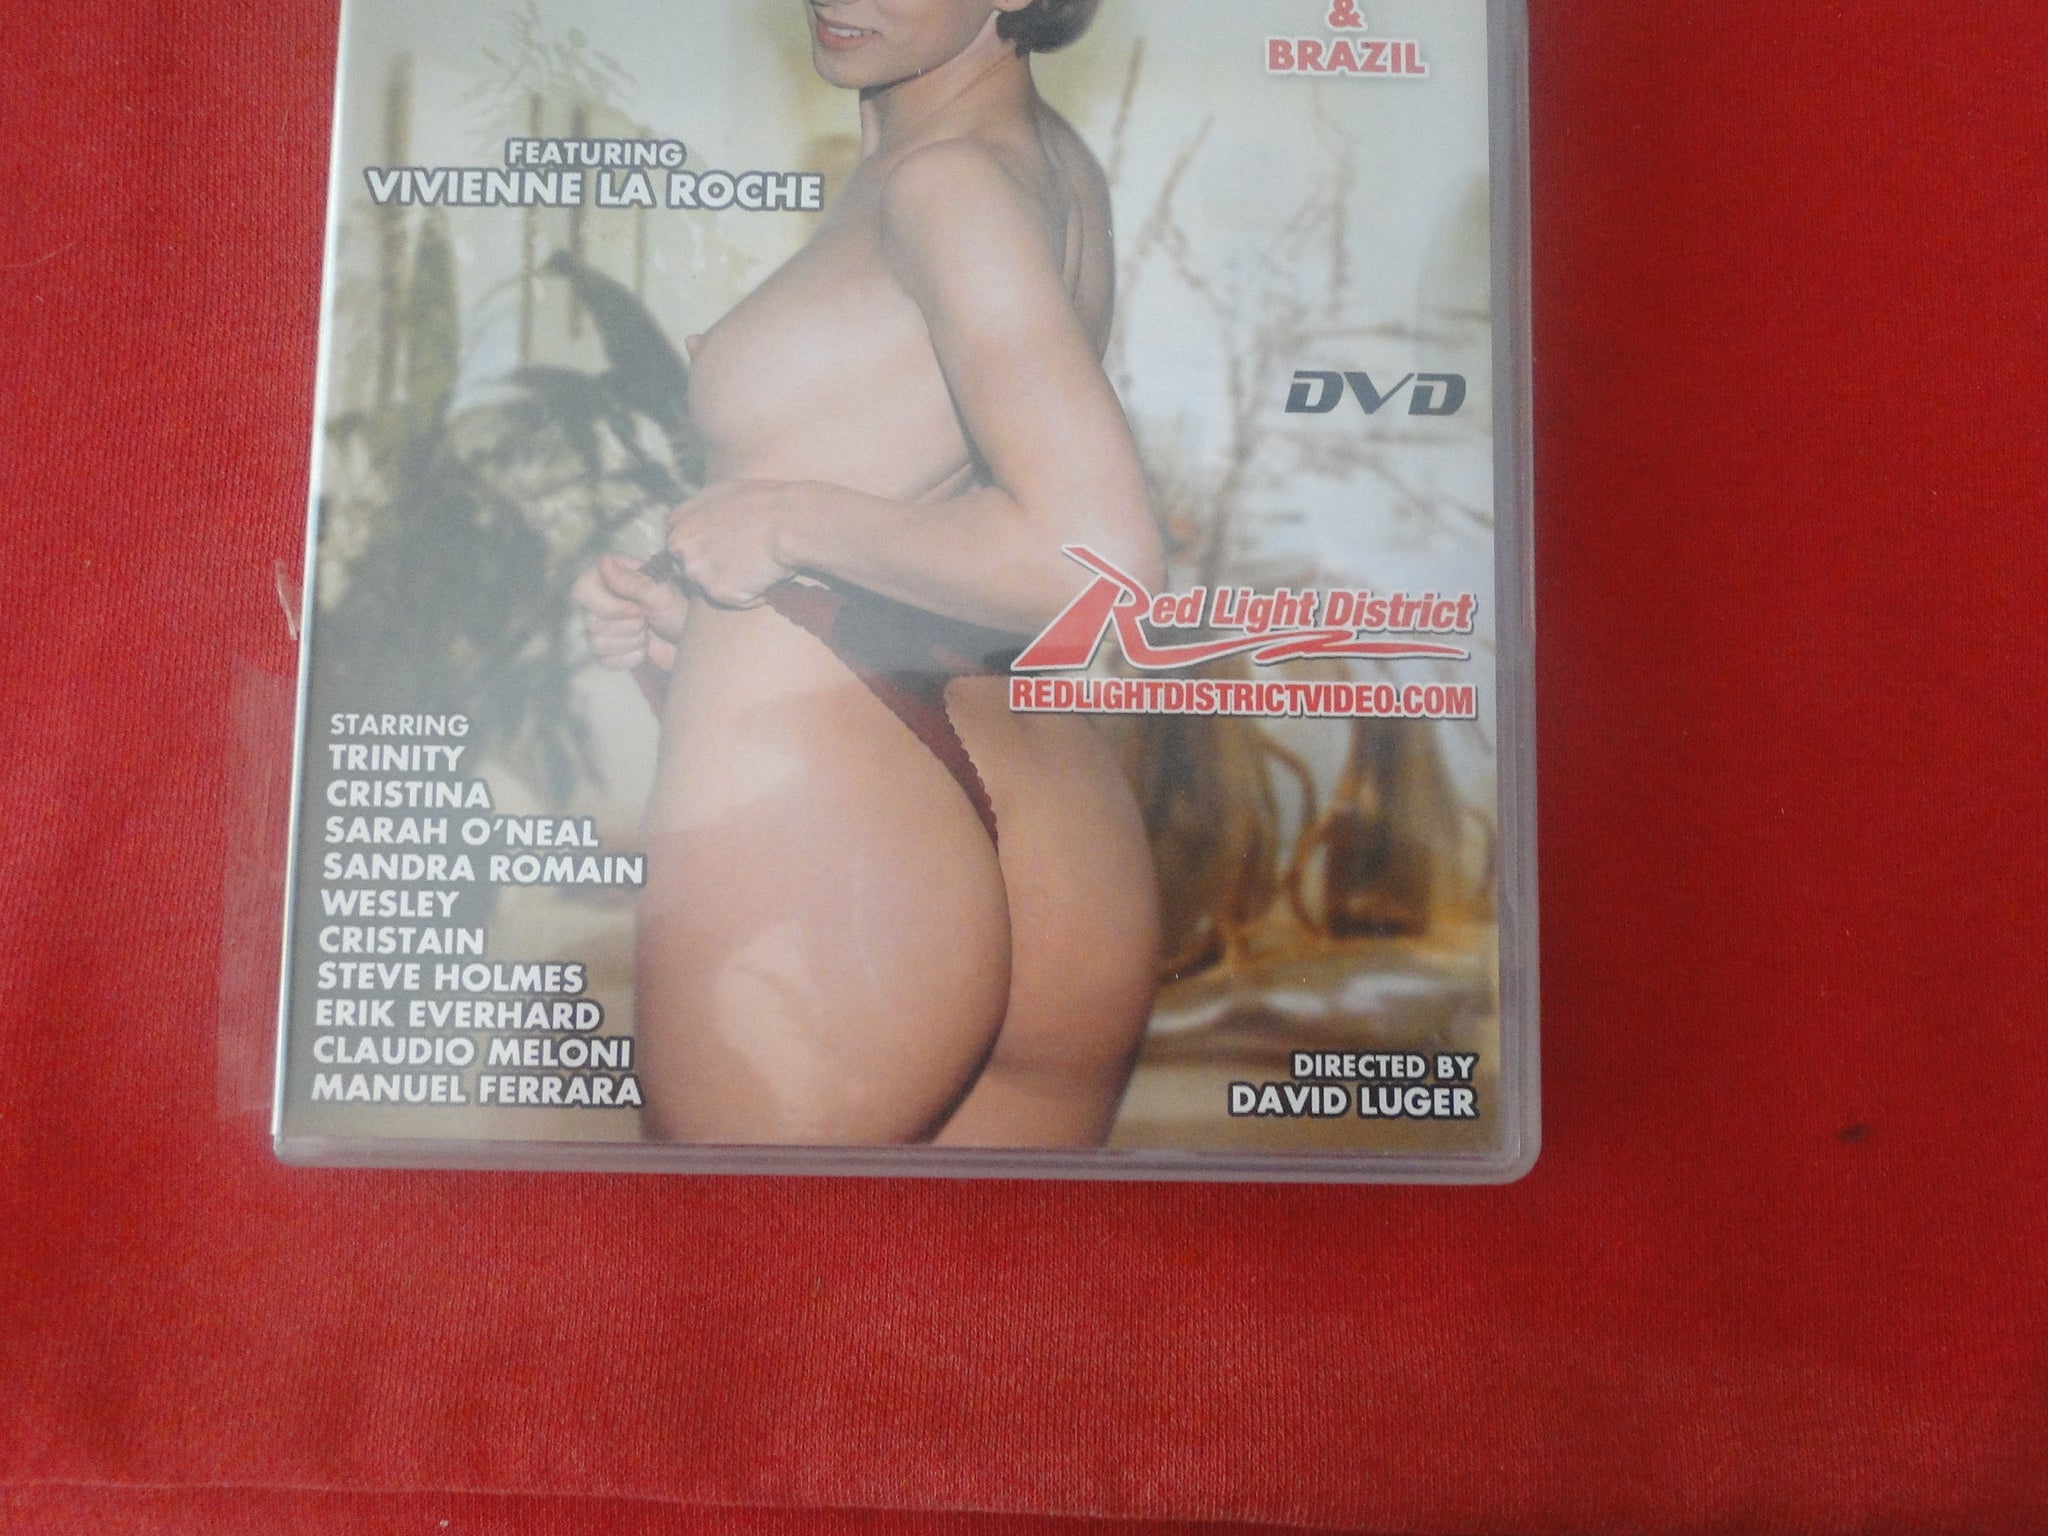 &
BRAZIL
FEATURING
VIVIENNE LA ROCHE
DVD
Red Light District
REDLIGHTDISTRICTVIDEO.COM
STARRING
TRINITY
CRISTINA
SARAH O'NEAL
SANDRA ROMAIN
WESLEY
CRISTAIN
STEVE HOLMES
ERIK EVERHARD
CLAUDIO MELONI
MANUEL FERRARA
DIRECTED BY
DAVID LUGER